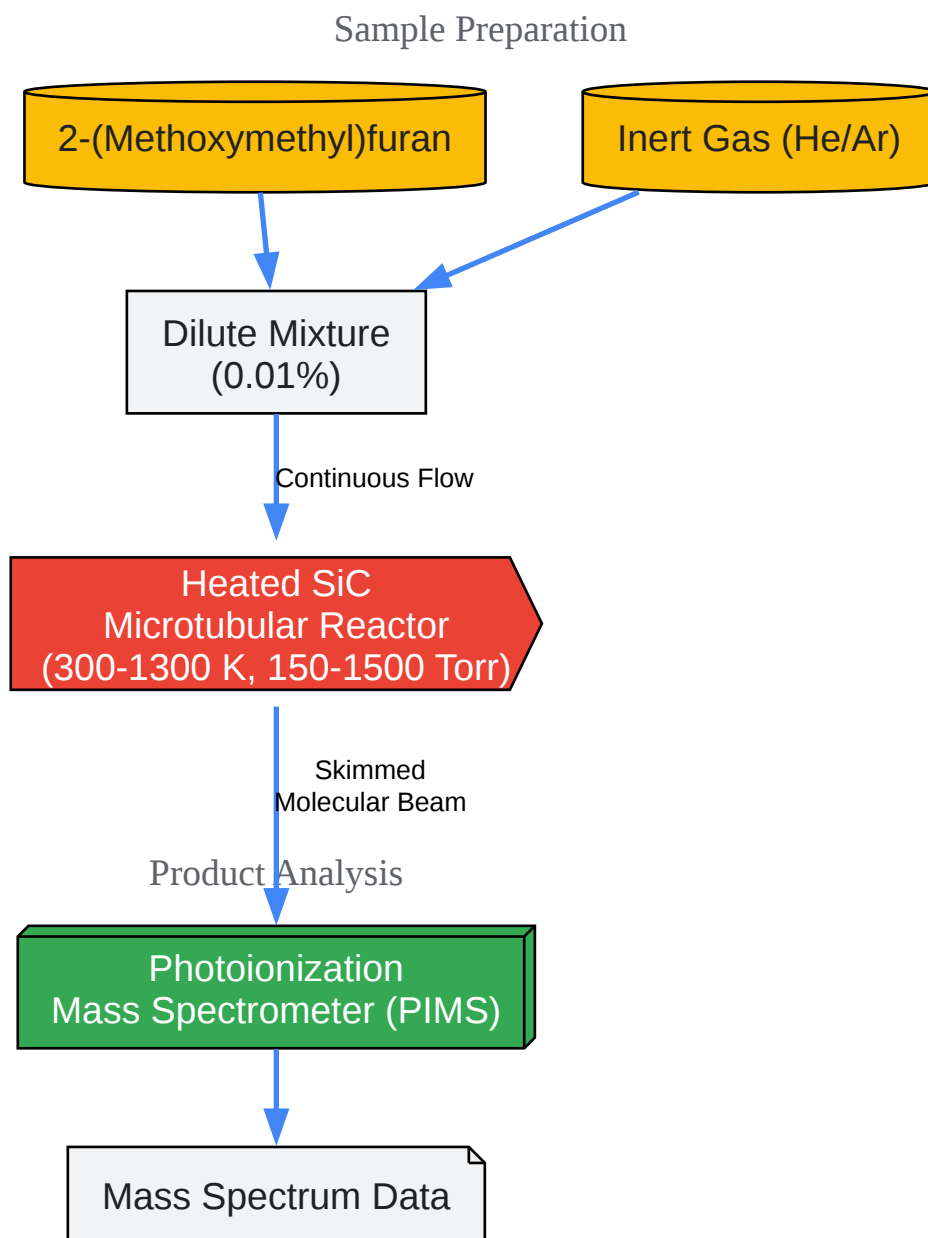 Sample Preparation
2-(Methoxymethyl)furan
Inert Gas (He/Ar)
Dilute Mixture
(0.01%)
Continuous Flow
Heated SiC
Microtubular Reactor
(300-1300 K, 150-1500 Torr)
Skimmed
Molecular Beam
Product Analysis
Photoionization
Mass Spectrometer (PIMS)
Mass Spectrum Data